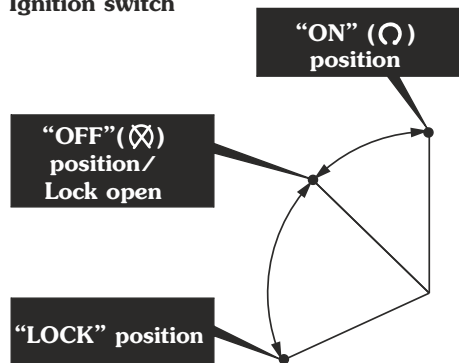 Ignition switch
“ON” (↻)
position
“OFF”(⊗)
position/
Lock open
“LOCK” position